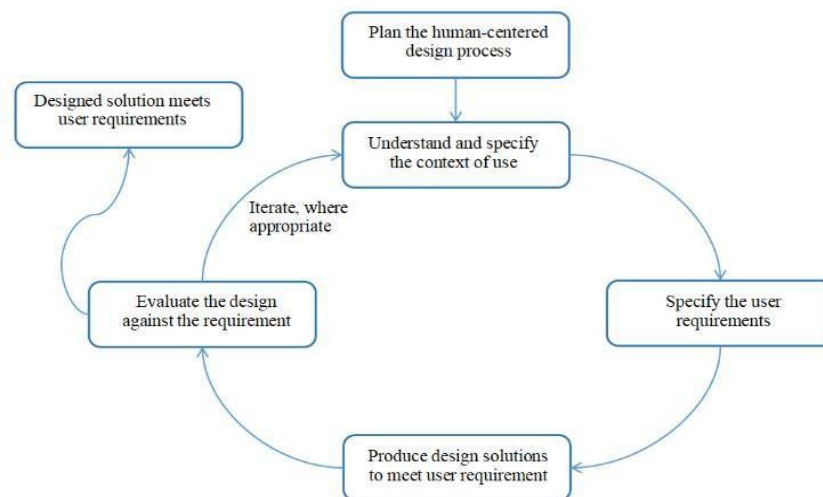 Plan the human-centered
design process
Designed solution meets
user requirements
Understand and specify
the context of use
Iterate, where
appropriate
Evaluate the design
against the requirement
Specify the user
requirements
Produce design solutions
to meet user requirement